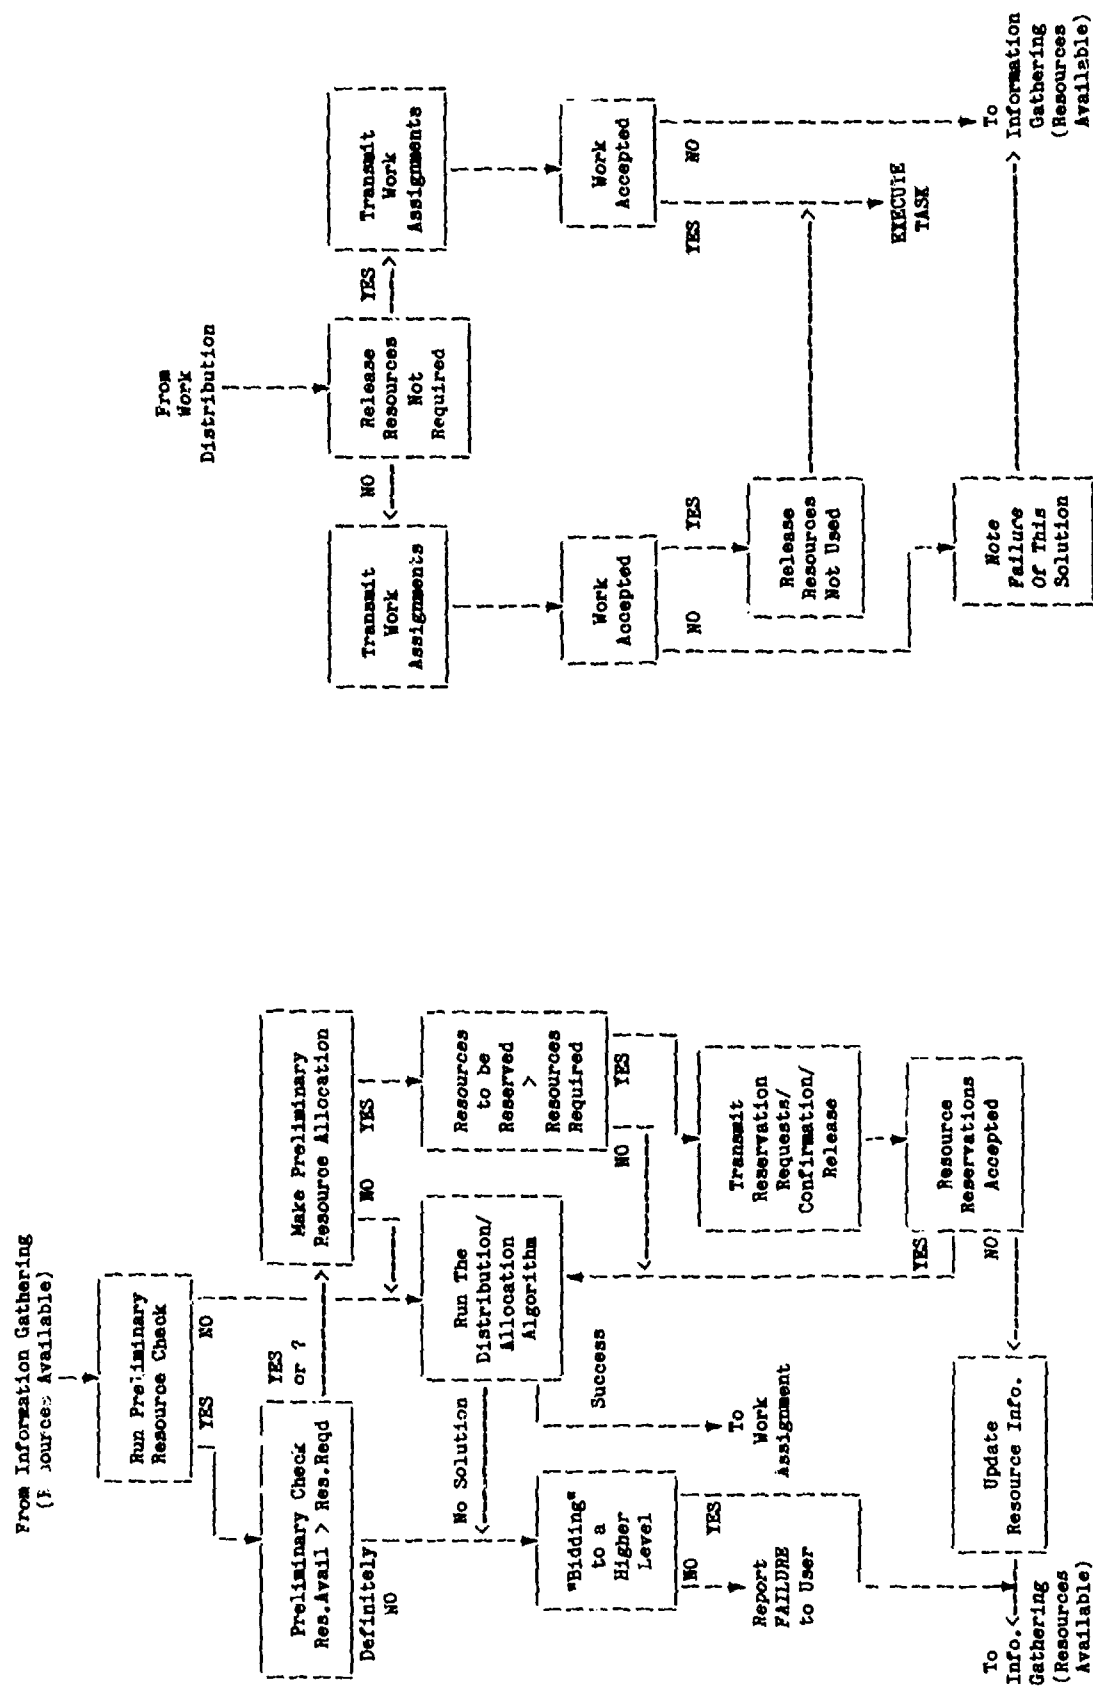 From Information Gathering
Available)
Run Preliminary
Resource Check
YES
NO
Preliminary Check
Res.Avail > Res.Reqd
YES
or ?
Definitely
NO
Make Preliminary
Resource Allocation
NO
YES
Run The
Distribution/
Allocation
Algorithm
No Solution
Success
Resources
to be
Reserved
>
Resources
Required
NO
YES
"Bidding"
to a
Higher
Level
NO
YES
Report
FAILURE
to User
To
Work
Assignment
Transmit
Reservation
Requests/
Confirmation/
Release
Resource
Reservations
Accepted
YES
NO
Update
Resource Info.
To
Info.
Gathering
(Resources
Available)
From
Work
Distribution
Release
Resources
Not
Required
NO
YES
Transmit
Work
Assignments
Transmit
Work
Assignments
Work
Accepted
NO
YES
Work
Accepted
YES
NO
Release
Resources
Not Used
EXECUTE
TASK
Note
Failure
Of This
Solution
To
Information
Gathering
(Resources
Available)